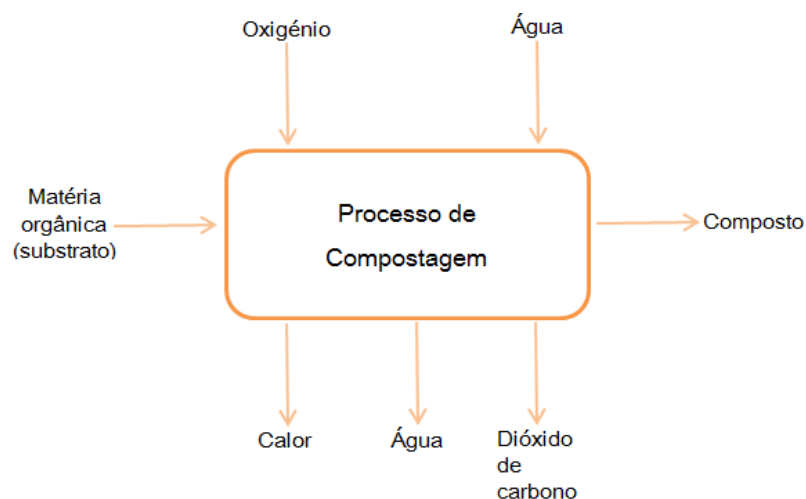 Oxigénio
Água
Matéria
orgânica
(substrato)
Processo de
Compostagem
Composto
Calor
Água
Dióxido
de
carbono